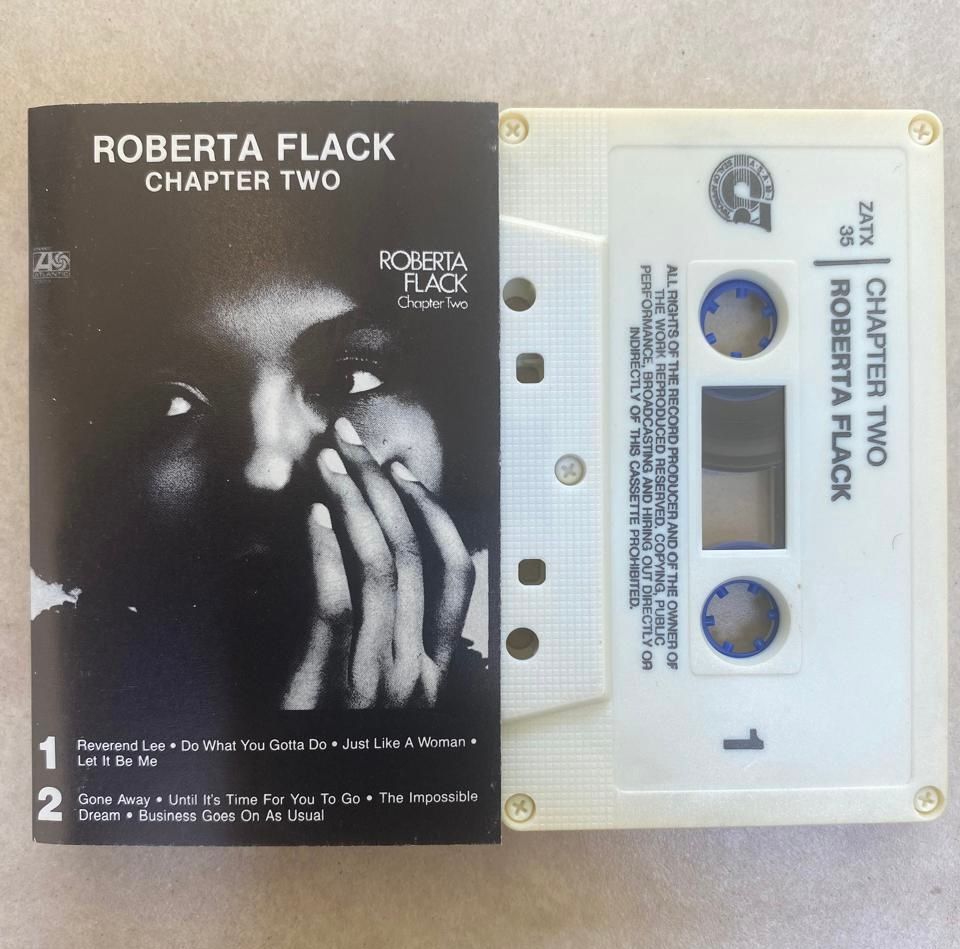 ROBERTA FLACK
CHAPTER TWO
ATLANTIC
ROBERTA
FLACK
Chapter Two
1
Reverend Lee • Do What You Gotta Do • Just Like A Woman •
Let It Be Me
2
Gone Away • Until It's Time For You To Go • The Impossible
Dream • Business Goes On As Usual
ZATX
35
CHAPTER TWO
ROBERTA FLACK
ALL RIGHTS OF THE RECORD PRODUCER AND OF THE OWNER OF
THE WORK REPRODUCED RESERVED. COPYING, PUBLIC
PERFORMANCE, BROADCASTING AND HIRING OUT DIRECTLY OR
INDIRECTLY OF THIS CASSETTE PROHIBITED.
1